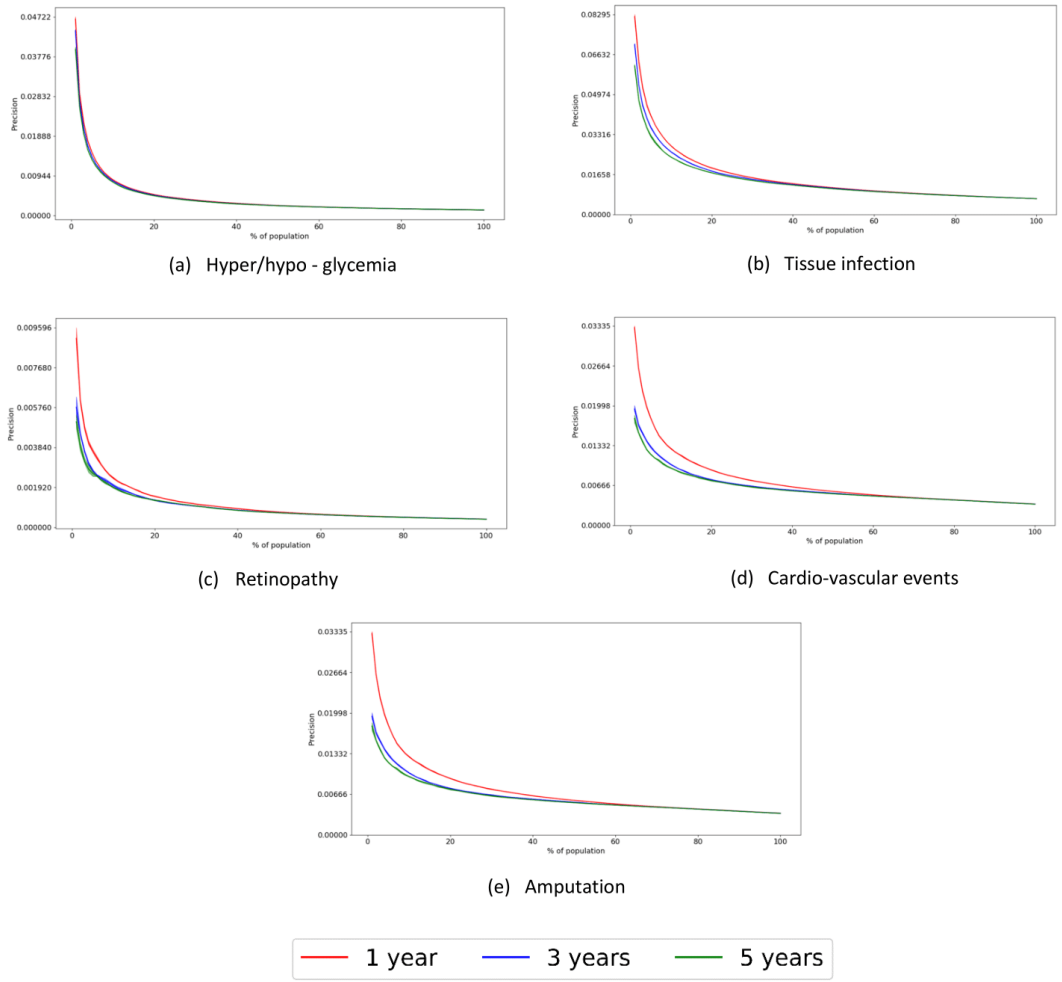 0.04722
0.03776
0.02832
0.01888
0.00944
0.00000
Precision
0 20 40 60 80 100
% of population
(a) Hyper/hypo - glycemia
0.08295
0.06632
0.04974
0.03316
0.01658
0.00000
Precision
0 20 40 60 80 100
% of population
(b) Tissue infection
0.009596
0.007680
0.005760
0.003840
0.001920
0.000000
Precision
0 20 40 60 80 100
% of population
(c) Retinopathy
0.03335
0.02664
0.01998
0.01332
0.00666
0.00000
Precision
0 20 40 60 80 100
% of population
(d) Cardio-vascular events
0.03335
0.02664
0.01998
0.01332
0.00666
0.00000
Precision
0 20 40 60 80 100
% of population
(e) Amputation
1 year 3 years 5 years